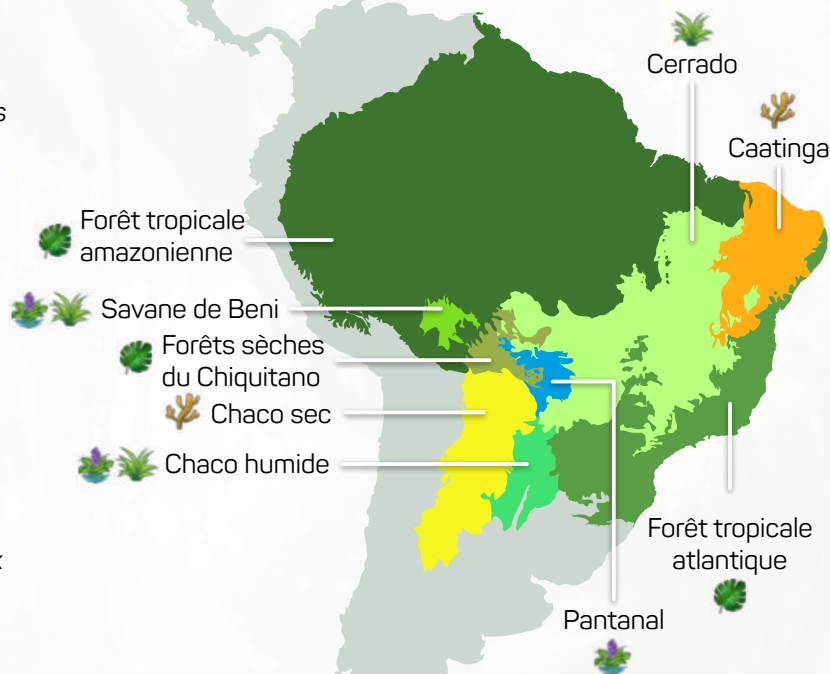 Cerrado
Caatinga
s
Forêt tropicale
amazonienne
Savane de Beni
Forêts sèches
du Chiquitano
Chaco sec
Chaco humide
Forêt tropicale
atlantique
x
Pantanal